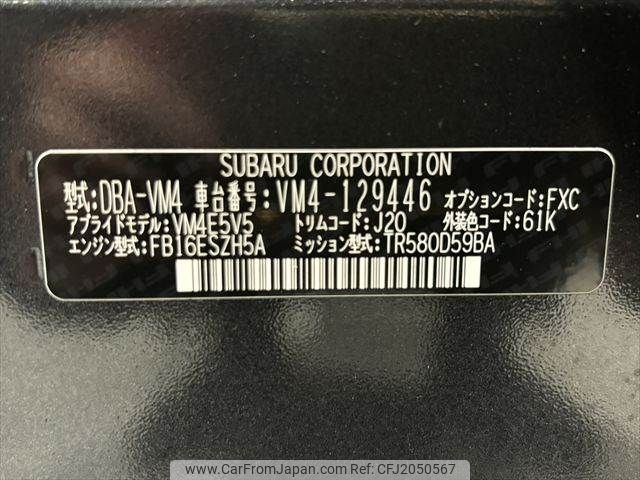 SUBARU CORPORATION
型式:DBA-VM4 車台番号:VM4-129446 オプションコード:FXC
アプライドモデル:VM4E5V5 トリムコード:J20 外装色コード:61K
エンジン型式:FB16ESZH5A ミッション型式:TR580D59BA
www.carfromjapan.com - CFJ2050567